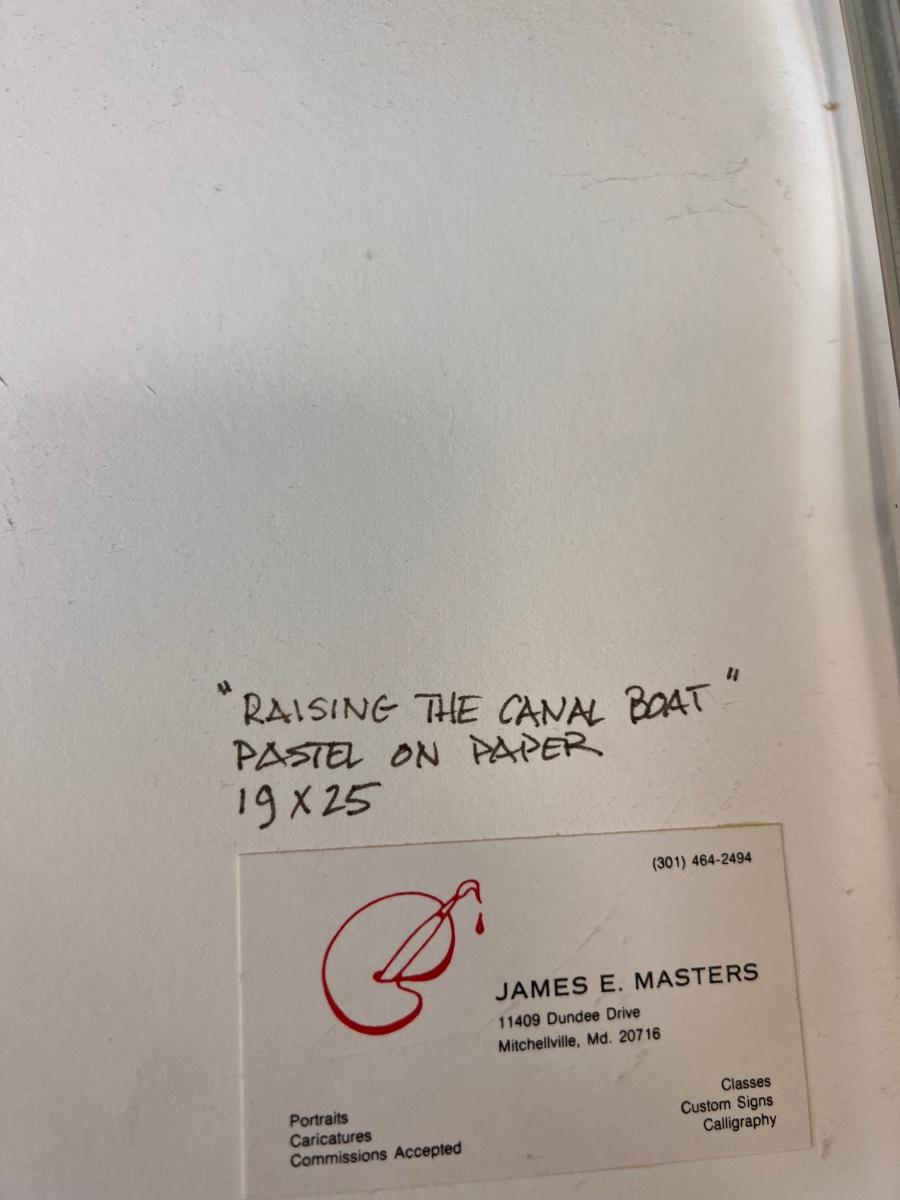 "RAISING THE CANAL BOAT"
PASTEL ON PAPER
19 X 25
(301) 464-2494
JAMES E. MASTERS
11409 Dundee Drive
Mitchellville, Md. 20716
Portraits
Caricatures
Commissions Accepted
Classes
Custom Signs
Calligraphy